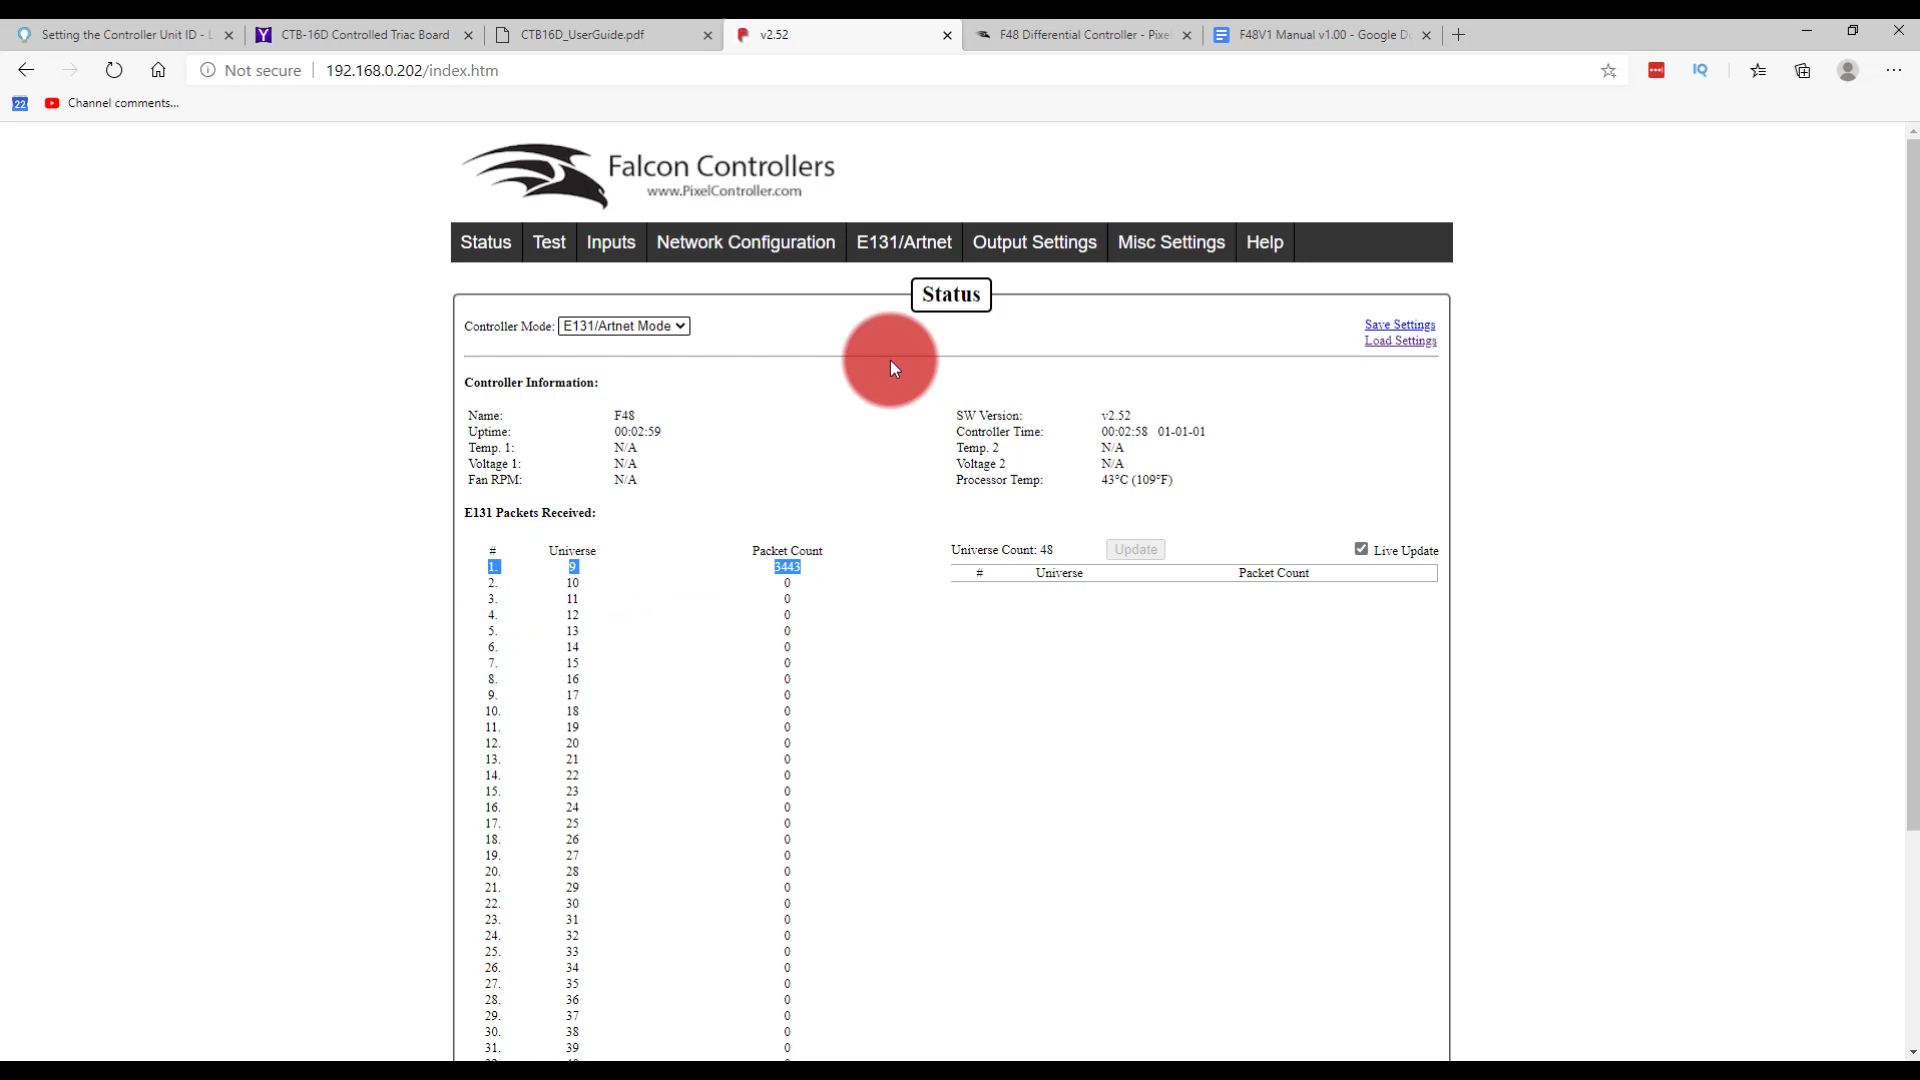 Setting the Controller Unit ID - L
CTB-16D Controlled Triac Board
CTB16D_UserGuide.pdf
v2.52
F48 Differential Controller - Pixe
F48V1 Manual v1.00 - Google Do
Not secure
192.168.0.202/index.htm
IQ
22
Channel comments...
Falcon Controllers
www.PixelController.com
Status
Test
Inputs
Network Configuration
E131/Artnet
Output Settings
Misc Settings
Help
Status
Controller Mode: E131/Artnet Mode
Save Settings
Load Settings
Controller Information:
Name: F48 SW Version: v2.52
Uptime: 00:02:59 Controller Time: 00:02:58 01-01-01
Temp. 1: N/A Temp. 2 N/A
Voltage 1: N/A Voltage 2 N/A
Fan RPM: N/A Processor Temp: 43°C (109°F)
E131 Packets Received:
Universe Count: 48 Update Live Update
# Universe Packet Count
# Universe Packet Count
1. 9 3443
2. 10 0
3. 11 0
4. 12 0
5. 13 0
6. 14 0
7. 15 0
8. 16 0
9. 17 0
10. 18 0
11. 19 0
12. 20 0
13. 21 0
14. 22 0
15. 23 0
16. 24 0
17. 25 0
18. 26 0
19. 27 0
20. 28 0
21. 29 0
22. 30 0
23. 31 0
24. 32 0
25. 33 0
26. 34 0
27. 35 0
28. 36 0
29. 37 0
30. 38 0
31. 39 0